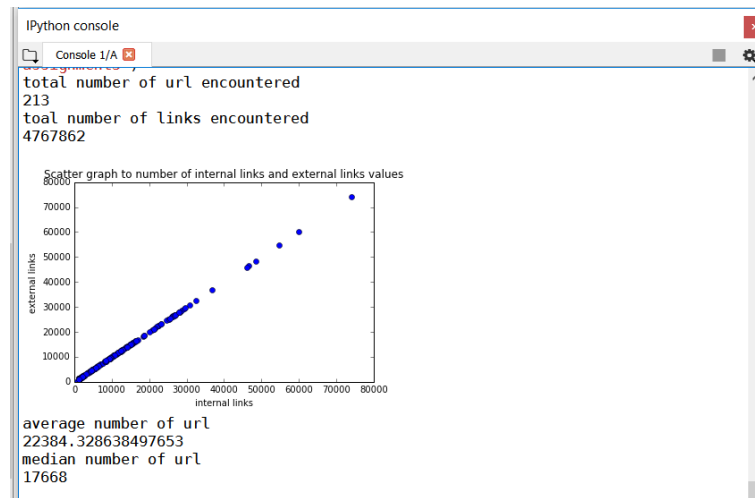 IPython console
Console 1/A
total number of url encountered
213
toal number of links encountered
4767862
Scatter graph to number of internal links and external links values
80000
70000
60000
50000
40000
30000
20000
10000
0
external links
0 10000 20000 30000 40000 50000 60000 70000 80000
internal links
average number of url
22384.328638497653
median number of url
17668